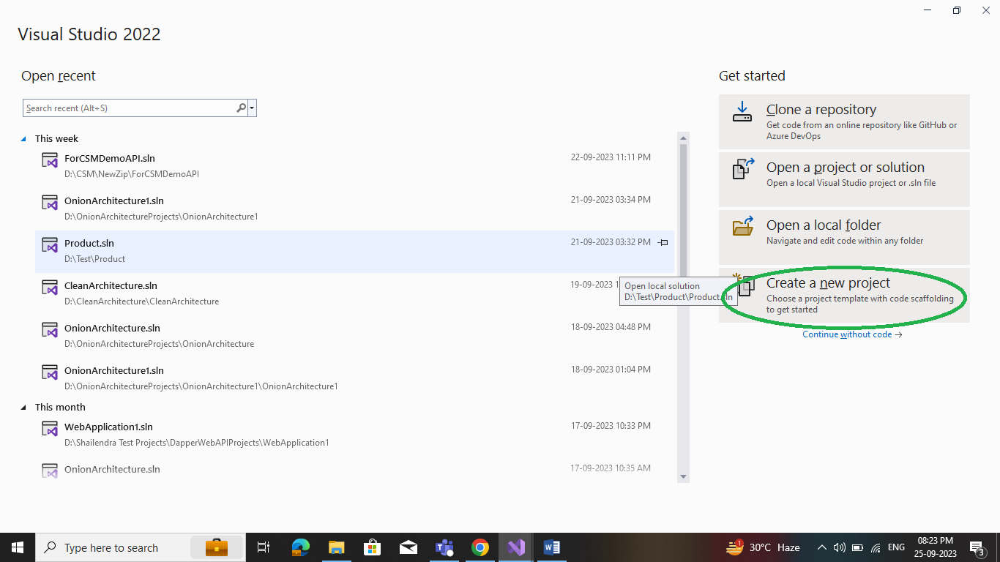 Visual Studio 2022
Open recent
Search recent (Alt+S)
This week
ForCSMDemoAPI.sln
22-09-2023 11:11 PM
D:\CSM\NewZip\ForCSMDemoAPI
OnionArchitecture1.sln
21-09-2023 03:34 PM
D:\OnionArchitectureProjects\OnionArchitecture1
Product.sln
21-09-2023 03:32 PM
D:\Test\Product
CleanArchitecture.sln
19-09-2023
D:\CleanArchitecture\CleanArchitecture
Open local solution
D:\Test\Product\Product.sln
OnionArchitecture.sln
18-09-2023 04:48 PM
D:\OnionArchitectureProjects\OnionArchitecture
OnionArchitecture1.sln
18-09-2023 01:04 PM
D:\OnionArchitectureProjects\OnionArchitecture1\OnionArchitecture1
This month
WebApplication1.sln
17-09-2023 10:33 PM
D:\Shailendra Test Projects\DapperWebAPIProjects\WebApplication1
OnionArchitecture.sln
17-09-2023 10:35 AM
Get started
Clone a repository
Get code from an online repository like GitHub or
Azure DevOps
Open a project or solution
Open a local Visual Studio project or .sln file
Open a local folder
Navigate and edit code within any folder
Create a new project
Choose a project template with code scaffolding
to get started
Continue without code →
Type here to search
1
30°C Haze
ENG
08:23 PM
25-09-2023
3